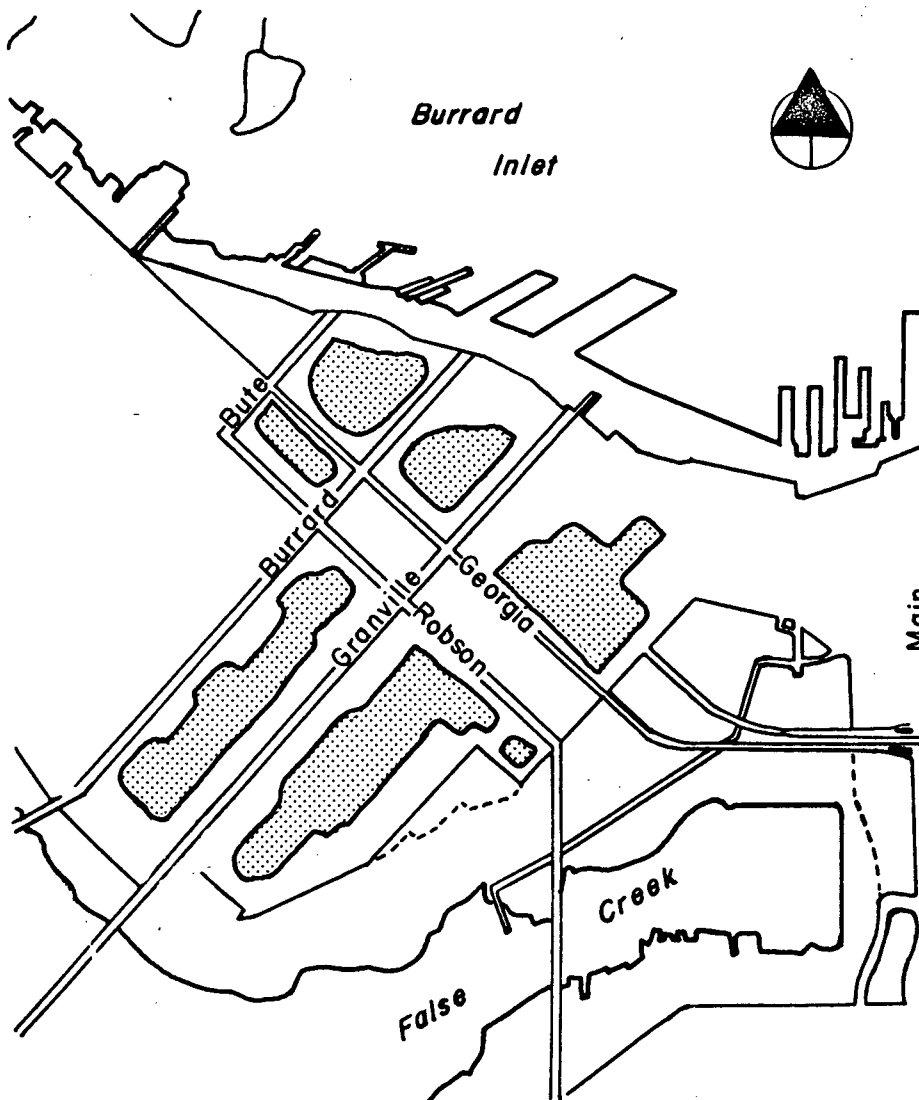 Burrard
Inlet
Bute
Burrard
Granville
Georgia
Robson
Main
Creek
False